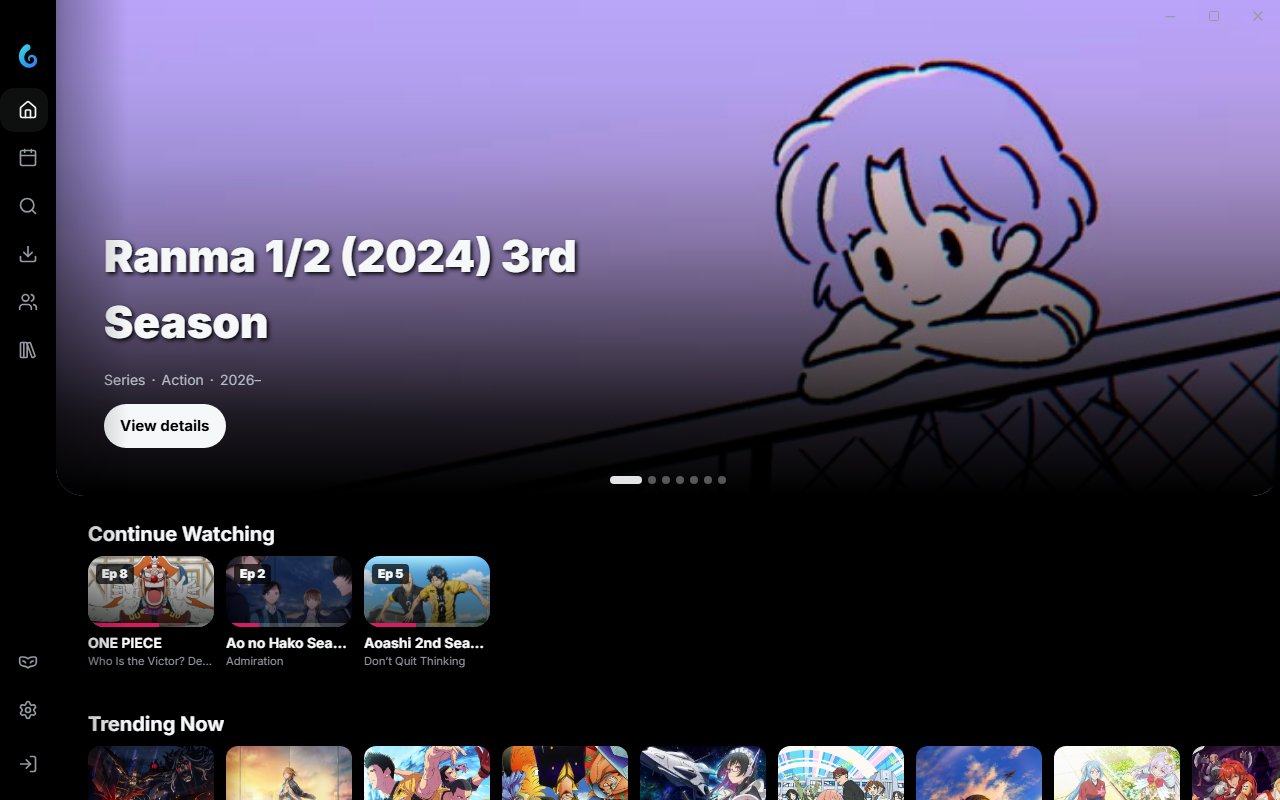 Ranma 1/2 (2024) 3rd
Season
Series · Action · 2026–
View details
Continue Watching
Ep 8
Ep 2
Ep 5
ONE PIECE
Ao no Hako Sea...
Aoashi 2nd Sea...
Who Is the Victor? De...
Admiration
Don’t Quit Thinking
Trending Now